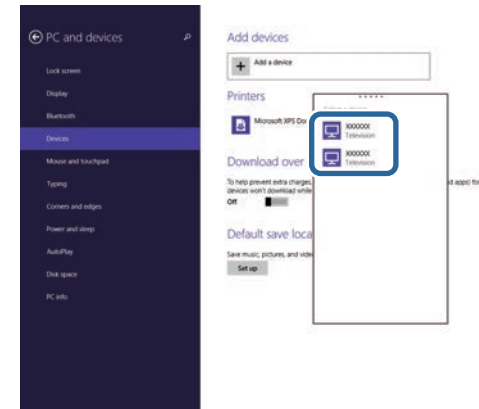 PC and devices
Lock screen
Display
Bluetooth
Devices
Mouse and touchpad
Typing
Corners and edges
Power and sleep
AutoPlay
Disk space
PC info
Add devices
Add a device
Printers
Microsoft XPS Doc
XXXXXX
Television
XXXXXX
Television
Download over
To help prevent extra charges,
d apps) for
devices won't download while
Off
Default save loca
Save music, pictures, and vide
Set up